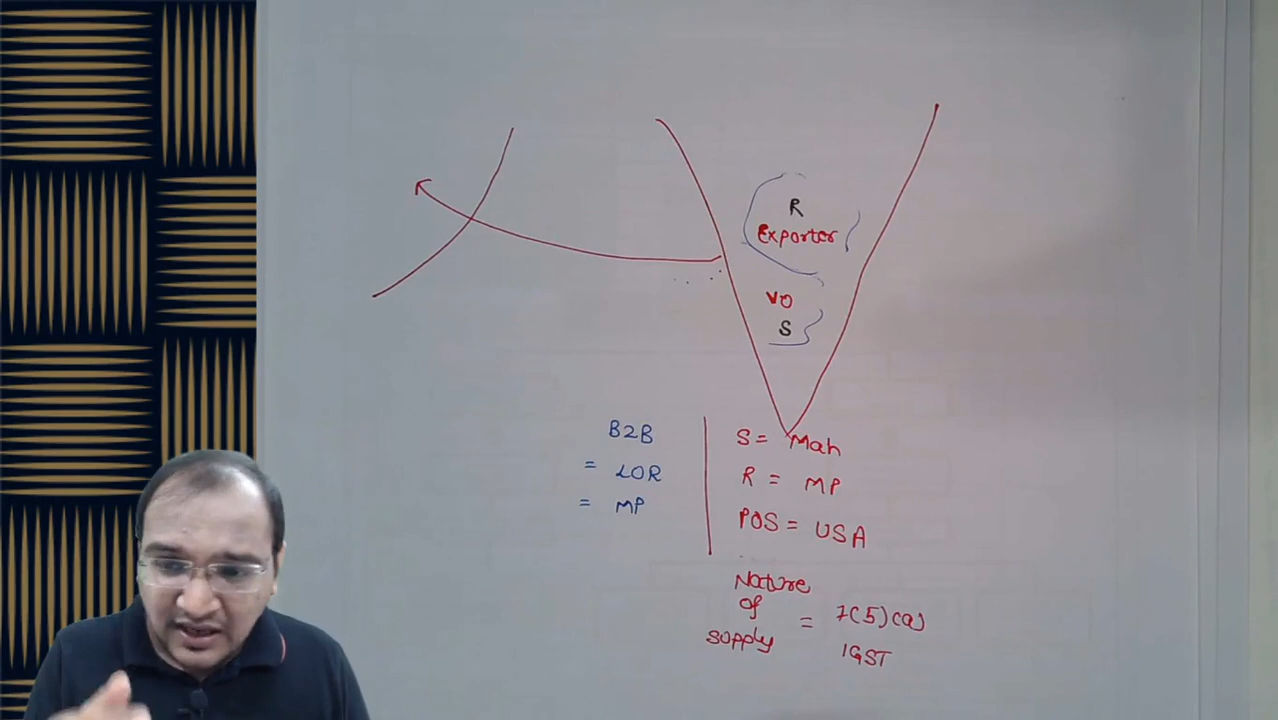 R
Exporter
VO
S
B2B
= LOR
= MP
S = Mah
R = MP
POS = USA
Nature
of
supply
= 7(5)(a)
IGST